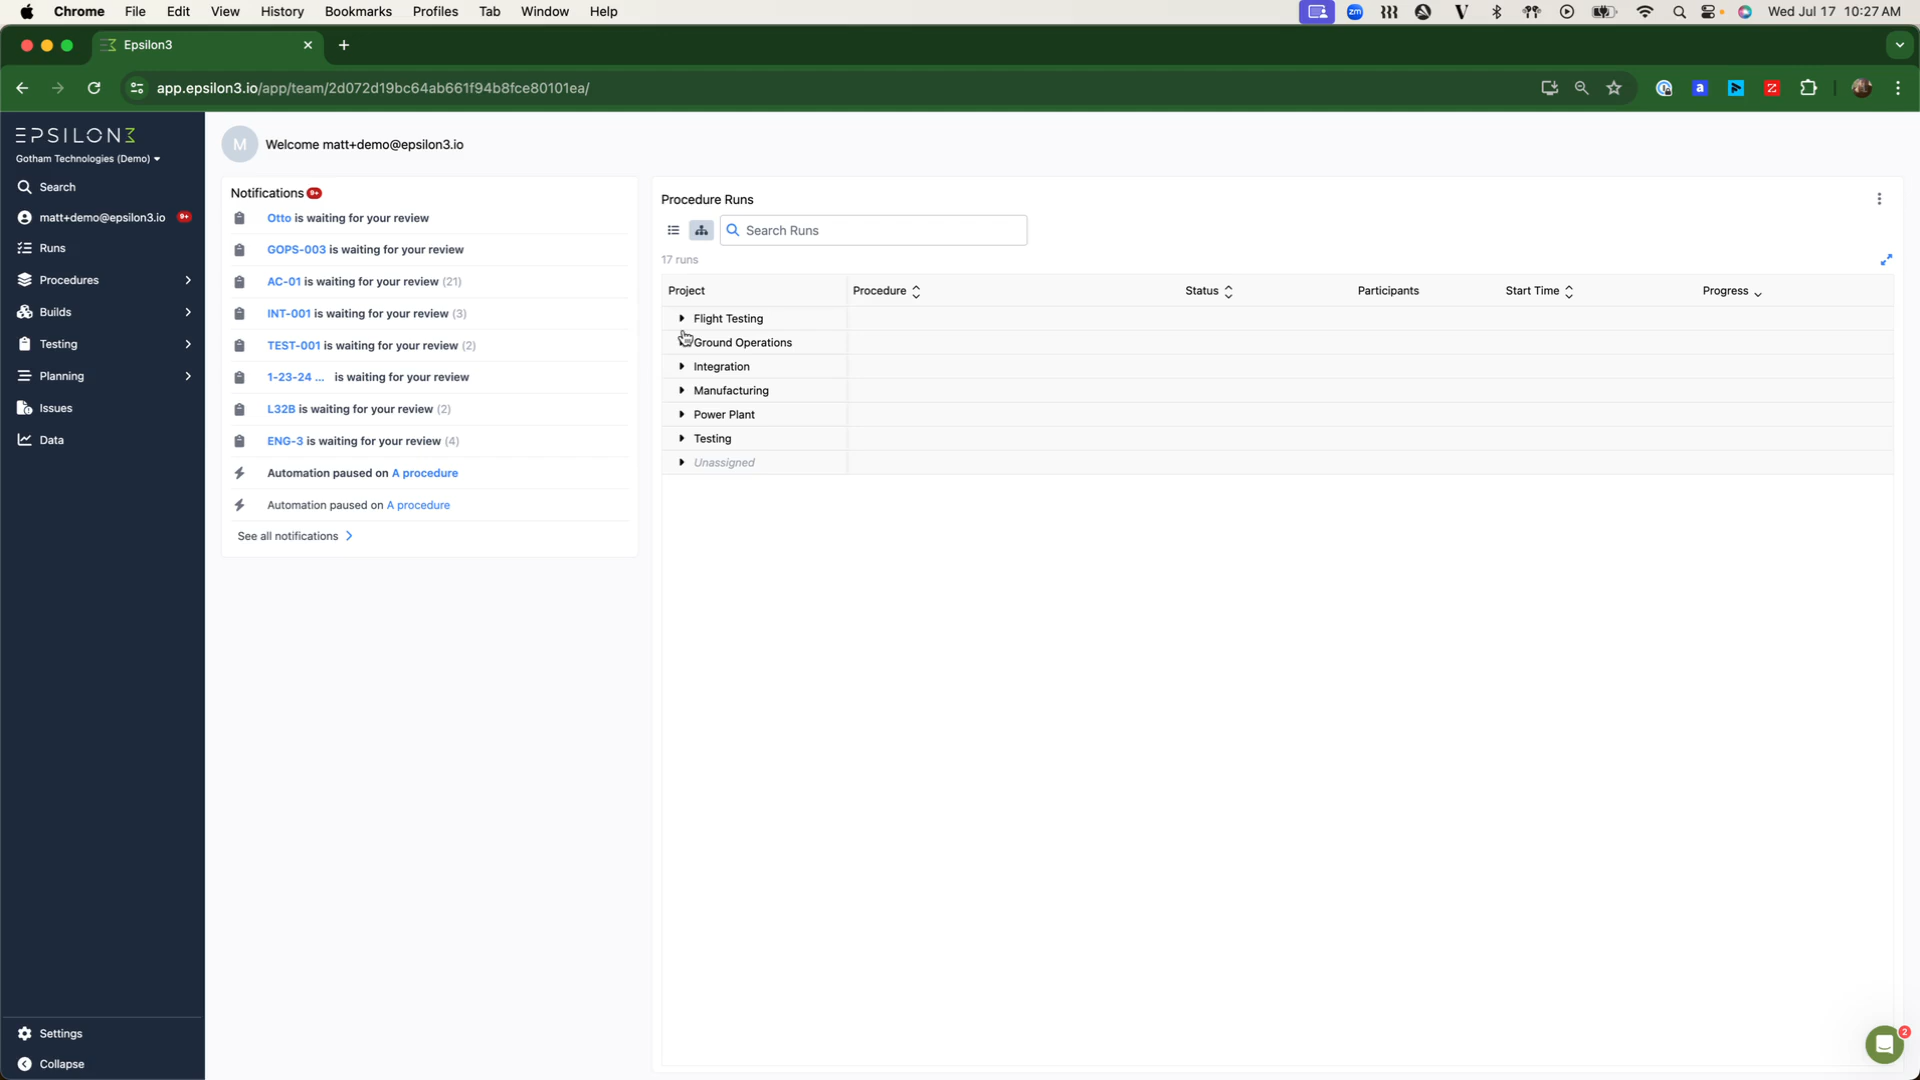 Chrome File Edit View History Bookmarks Profiles Tab Window Help
zm
V
Wed Jul 17 10:27 AM
Epsilon3
app.epsilon3.io/app/team/2d072d19bc64ab661f94b8fce80101ea/
a
Z
EPSILON3
Gotham Technologies (Demo)
Search
matt+demo@epsilon3.io 9+
Runs
Procedures
Builds
Testing
Planning
Issues
Data
Settings
Collapse
M Welcome matt+demo@epsilon3.io
Notifications 9+
Otto is waiting for your review
GOPS-003 is waiting for your review
AC-01 is waiting for your review (21)
INT-001 is waiting for your review (3)
TEST-001 is waiting for your review (2)
1-23-24 ... is waiting for your review
L32B is waiting for your review (2)
ENG-3 is waiting for your review (4)
Automation paused on A procedure
Automation paused on A procedure
See all notifications
Procedure Runs
Search Runs
17 runs
Project Procedure Status Participants Start Time Progress
Flight Testing
Ground Operations
Integration
Manufacturing
Power Plant
Testing
Unassigned
2